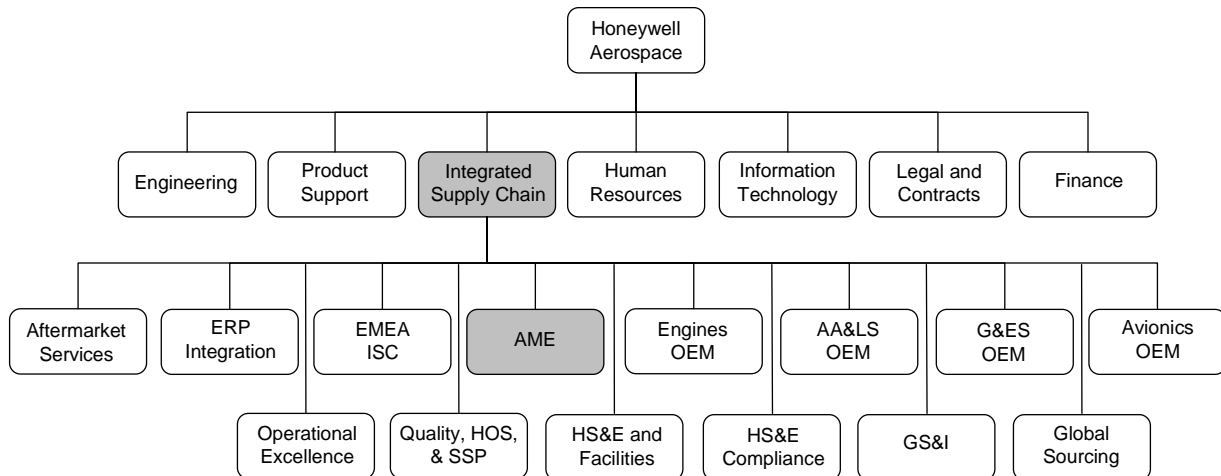 Honeywell
Aerospace
Engineering
Product
Support
Integrated
Supply Chain
Human
Resources
Information
Technology
Legal and
Contracts
Finance
Aftermarket
Services
ERP
Integration
EMEA
ISC
AME
Engines
OEM
AA&LS
OEM
G&ES
OEM
Avionics
OEM
Operational
Excellence
Quality, HOS,
& SSP
HS&E and
Facilities
HS&E
Compliance
GS&I
Global
Sourcing